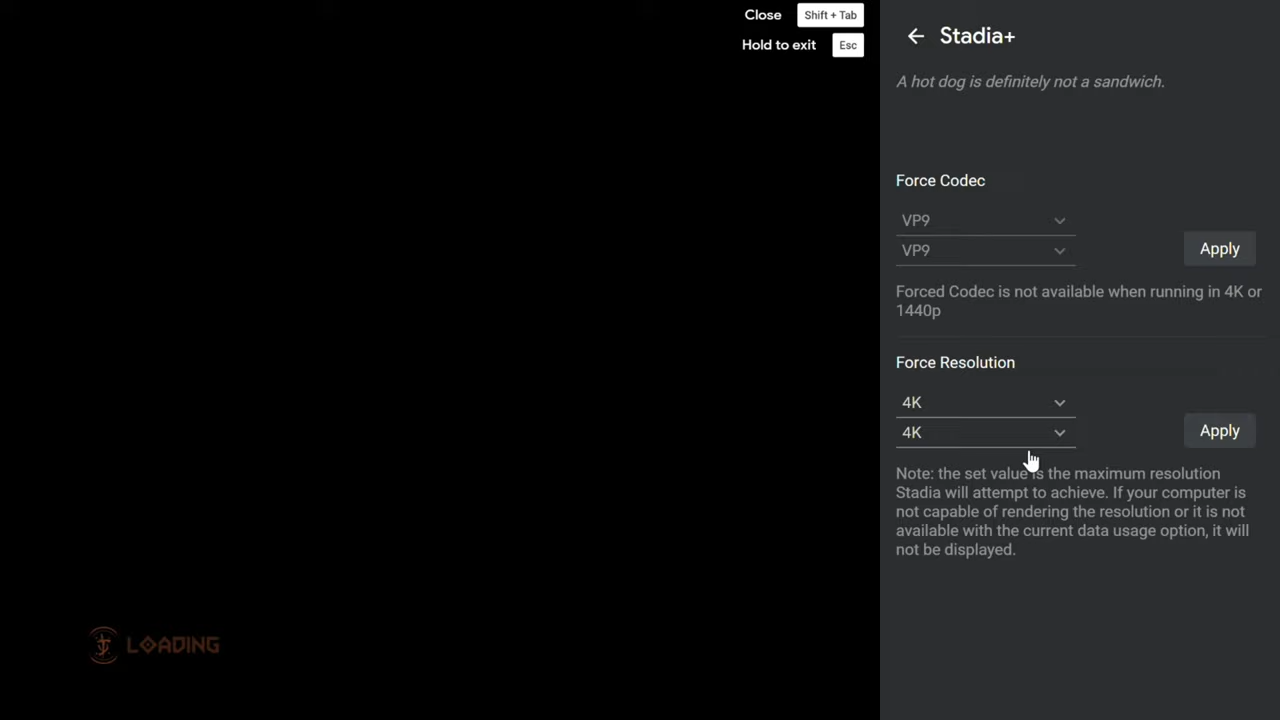 Close Shift + Tab
Hold to exit Esc
LOADING
Stadia+
A hot dog is definitely not a sandwich.
Force Codec
VP9
VP9
Apply
Forced Codec is not available when running in 4K or
1440p
Force Resolution
4K
4K
Apply
Note: the set value is the maximum resolution
Stadia will attempt to achieve. If your computer is
not capable of rendering the resolution or it is not
available with the current data usage option, it will
not be displayed.